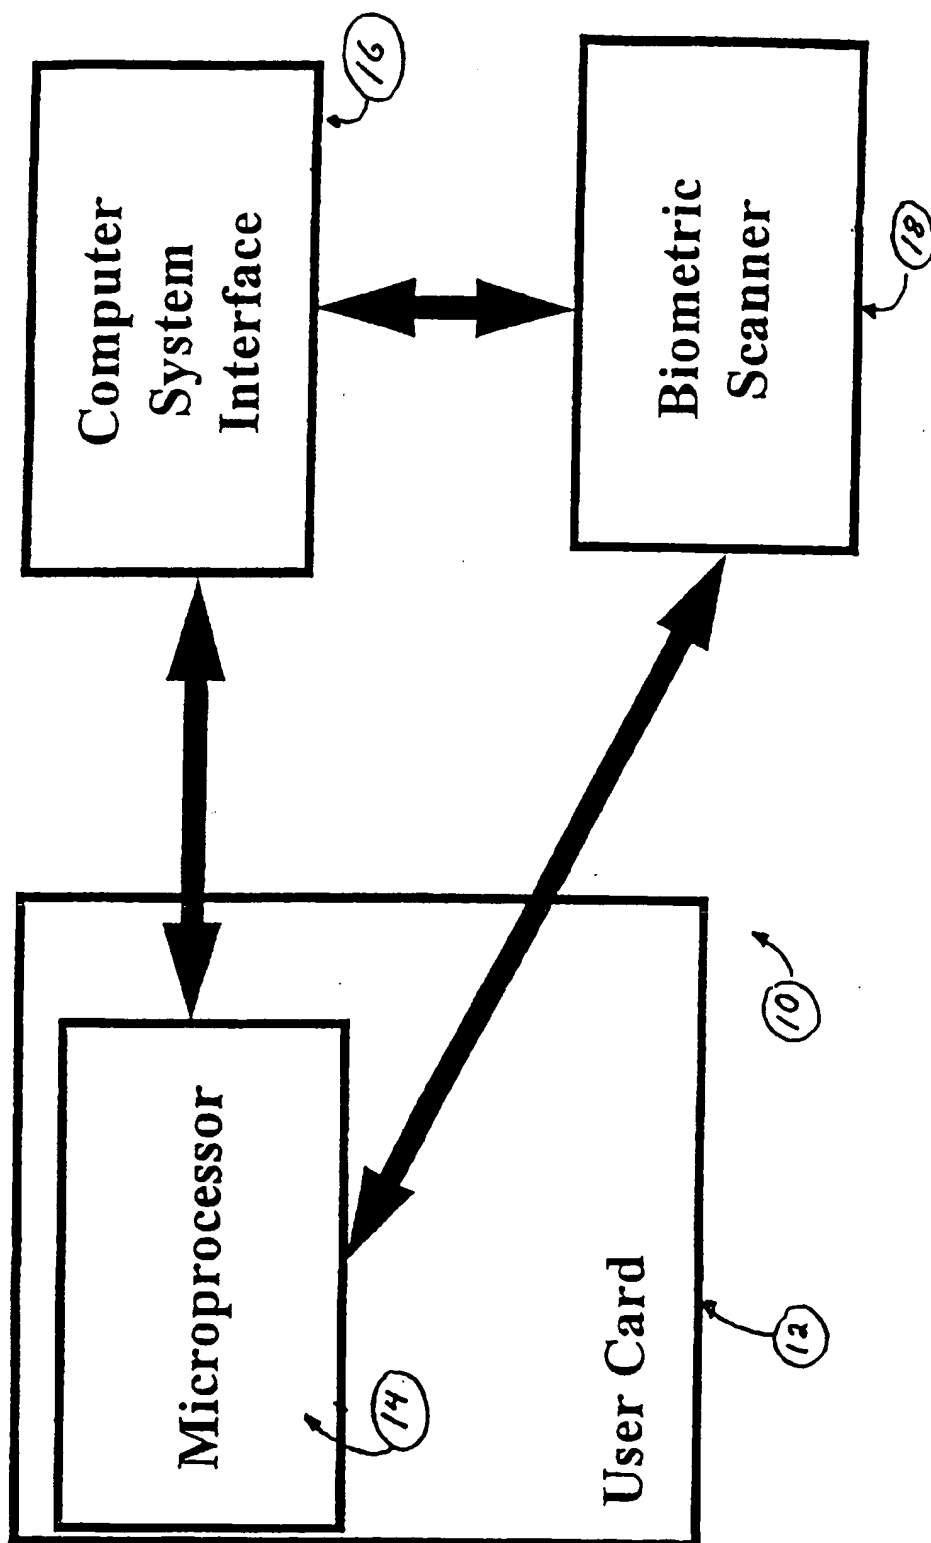 Microprocessor
14
User Card
12
10
Computer
System
Interface
16
Biometric
Scanner
18